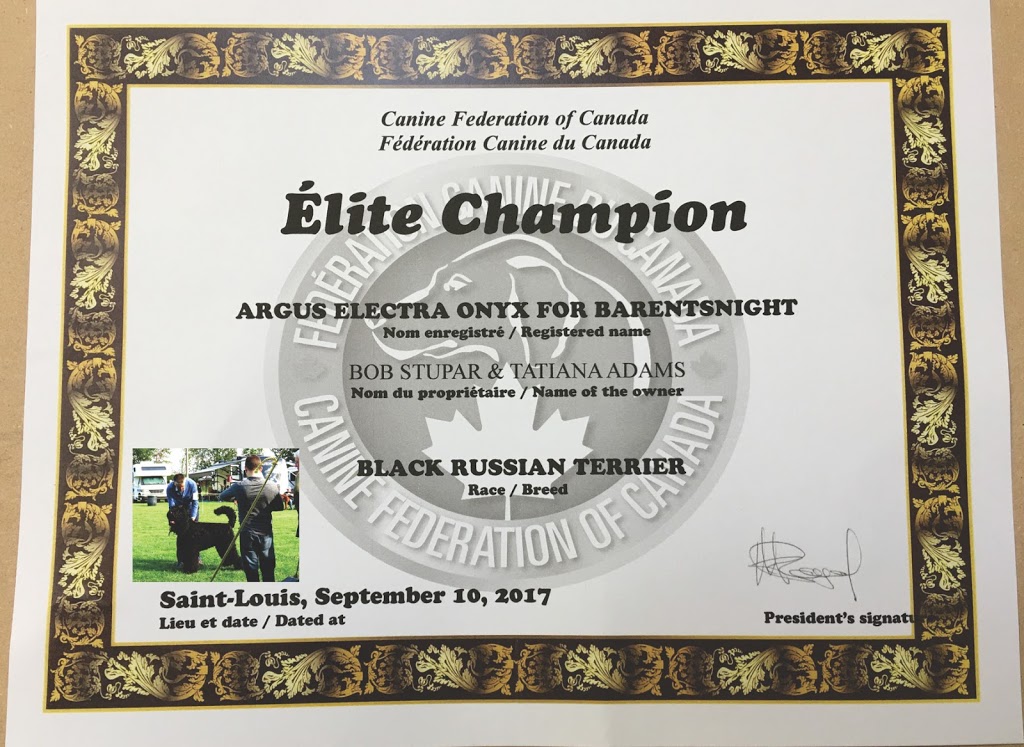 Canine Federation of Canada
Fédération Canine du Canada
Élite Champion
ARGUS ELECTRA ONYX FOR BARENTSNIGHT
Nom enregistré / Registered name
BOB STUPAR & TATIANA ADAMS
Nom du propriétaire / Name of the owner
BLACK RUSSIAN TERRIER
Race / Breed
FÉDÉRATION CANINE DU CANADA
CANINE FEDERATION OF CANADA
Saint-Louis, September 10, 2017
Lieu et date / Dated at
President's signatu